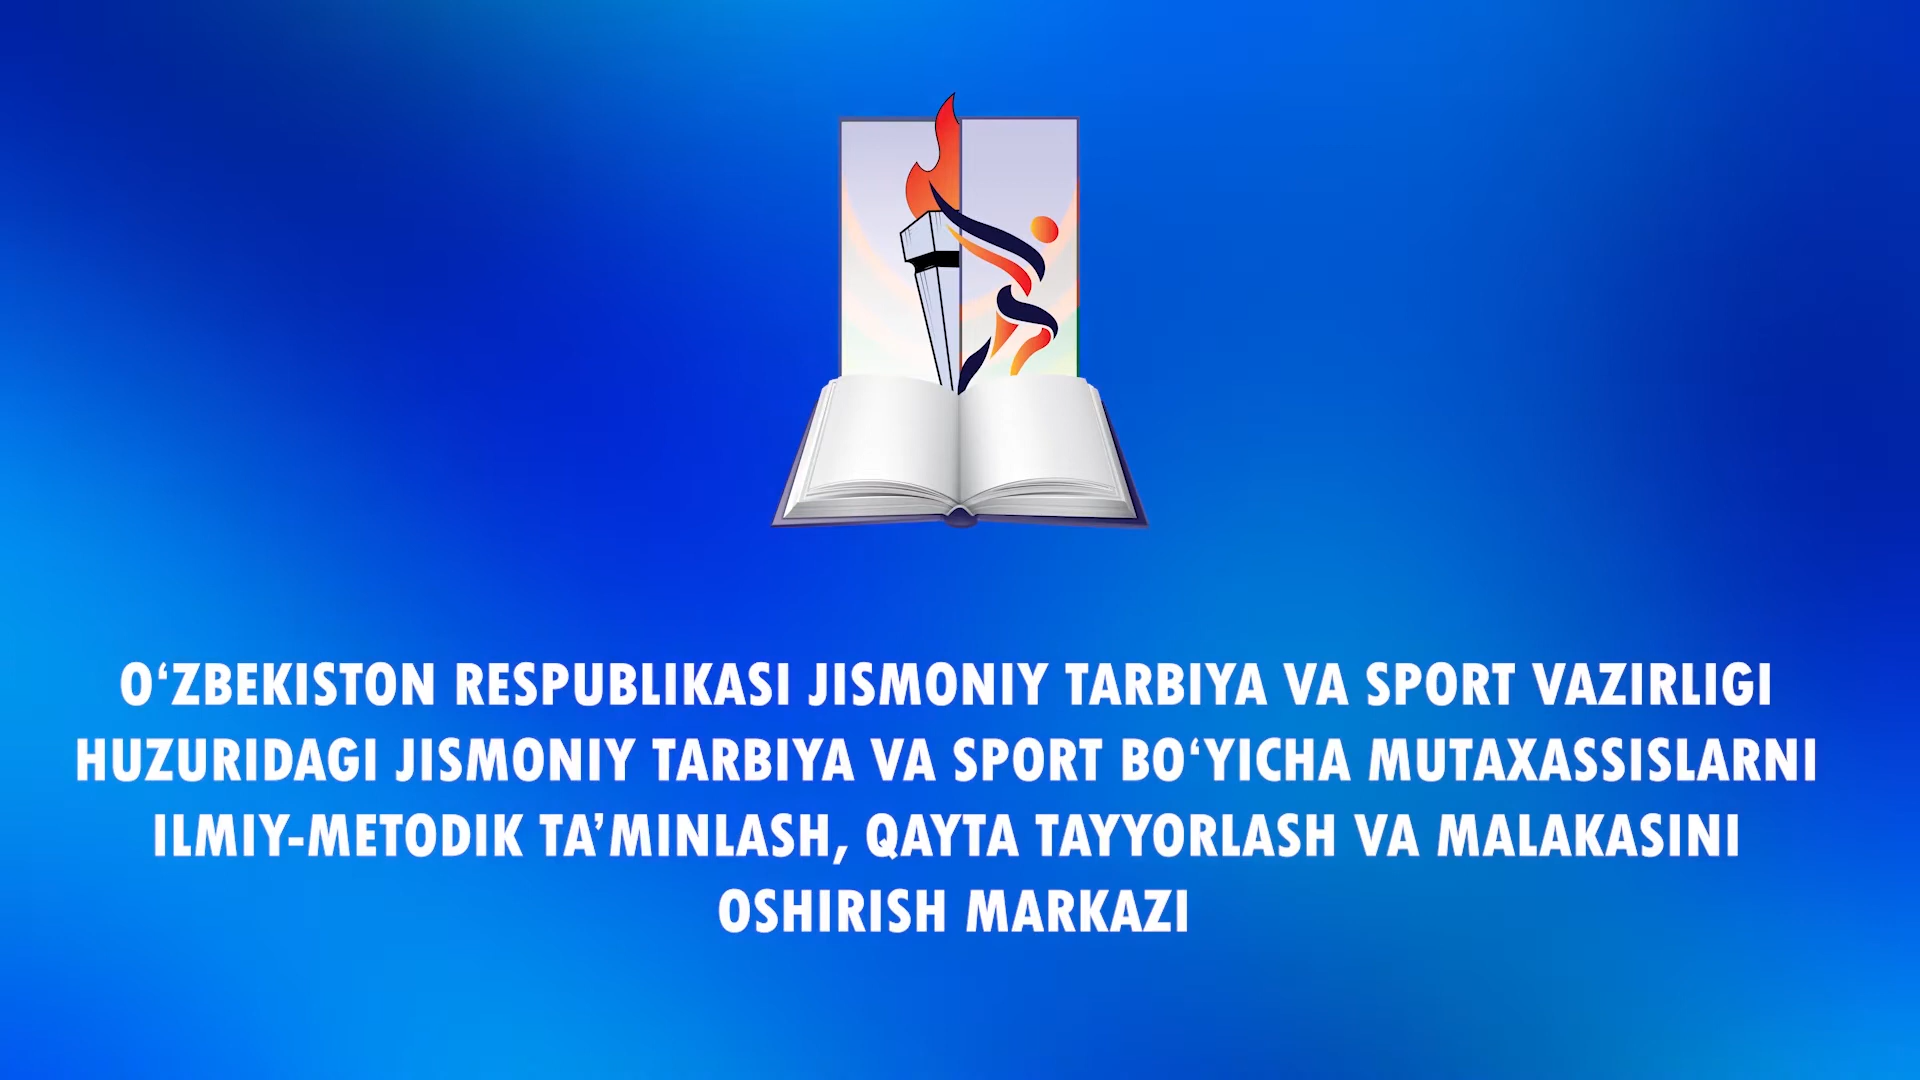 O‘ZBEKISTON RESPUBLIKASI JISMONIY TARBIYA VA SPORT VAZIRLIGI
HUZURIDAGI JISMONIY TARBIYA VA SPORT BO‘YICHA MUTAXASSISLARNI
ILMIY-METODIK TA’MINLASH, QAYTA TAYYORLASH VA MALAKASINI
OSHIRISH MARKAZI